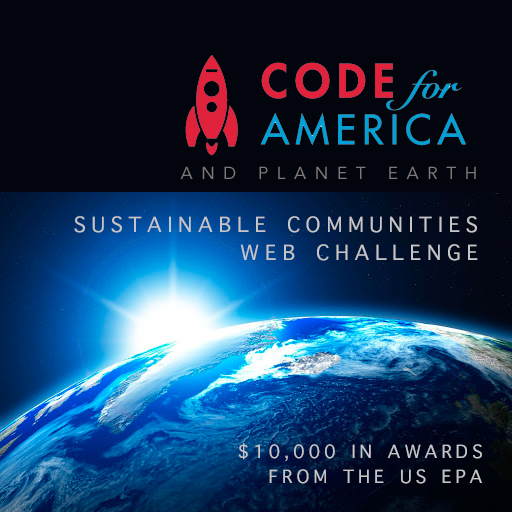 CODE for
AMERICA
AND PLANET EARTH
SUSTAINABLE COMMUNITIES
WEB CHALLENGE
$10,000 IN AWARDS
FROM THE US EPA